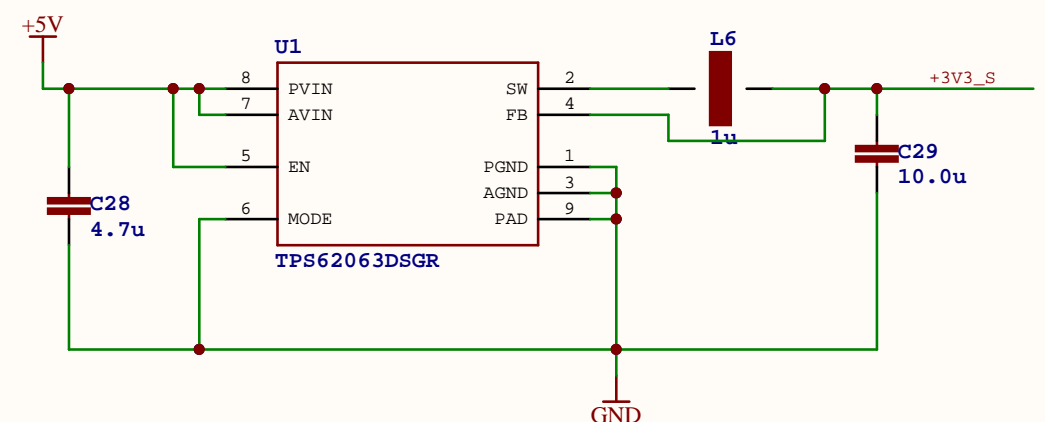 +5V
U1
L6
8 PVIN SW 2
+3V3_S
7 AVIN FB 4
1u
5 EN PGND 1
C29
10.0u
AGND 3
C28
4.7u
6 MODE PAD 9
TPS62063DSGR
GND